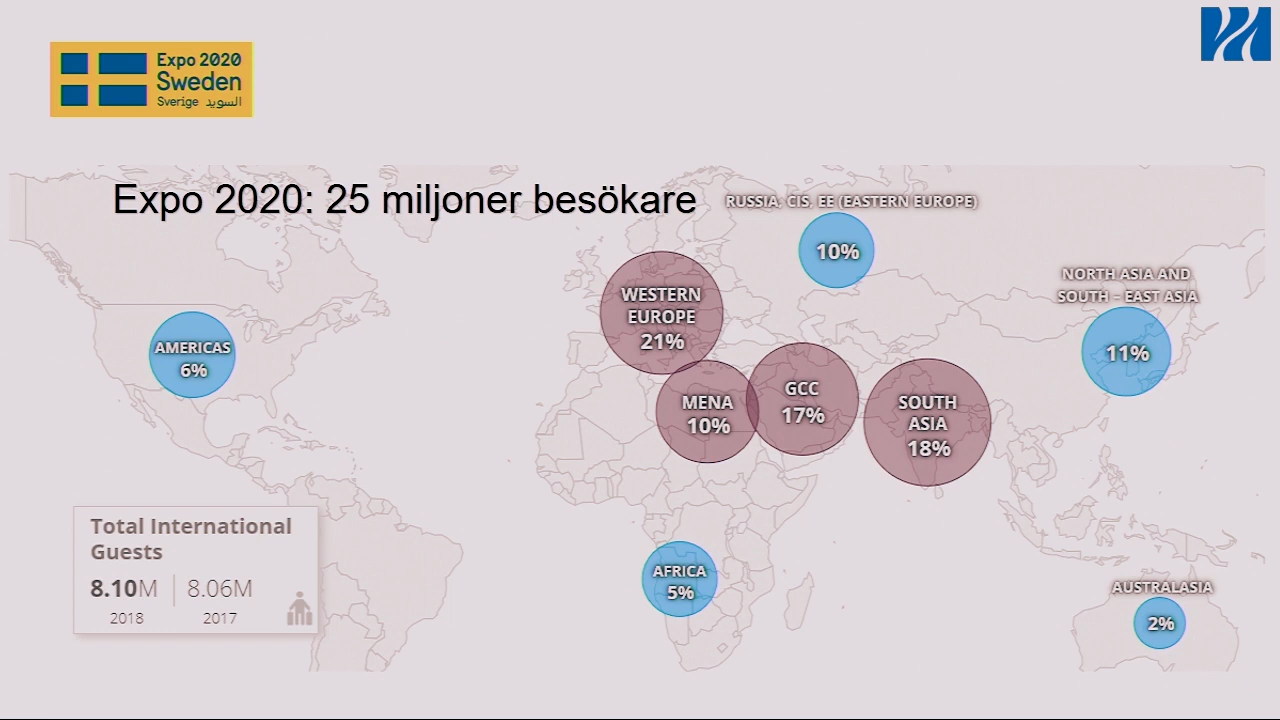 Expo 2020
Sweden
Sverige السويد
Expo 2020: 25 miljoner besökare
RUSSIA, CIS, EE (EASTERN EUROPE)
10%
NORTH ASIA AND
SOUTH - EAST ASIA
11%
WESTERN
EUROPE
21%
AMERICAS
6%
MENA
10%
GCC
17%
SOUTH
ASIA
18%
Total International
Guests
8.10M 8.06M
2018 2017
AFRICA
5%
AUSTRALASIA
2%